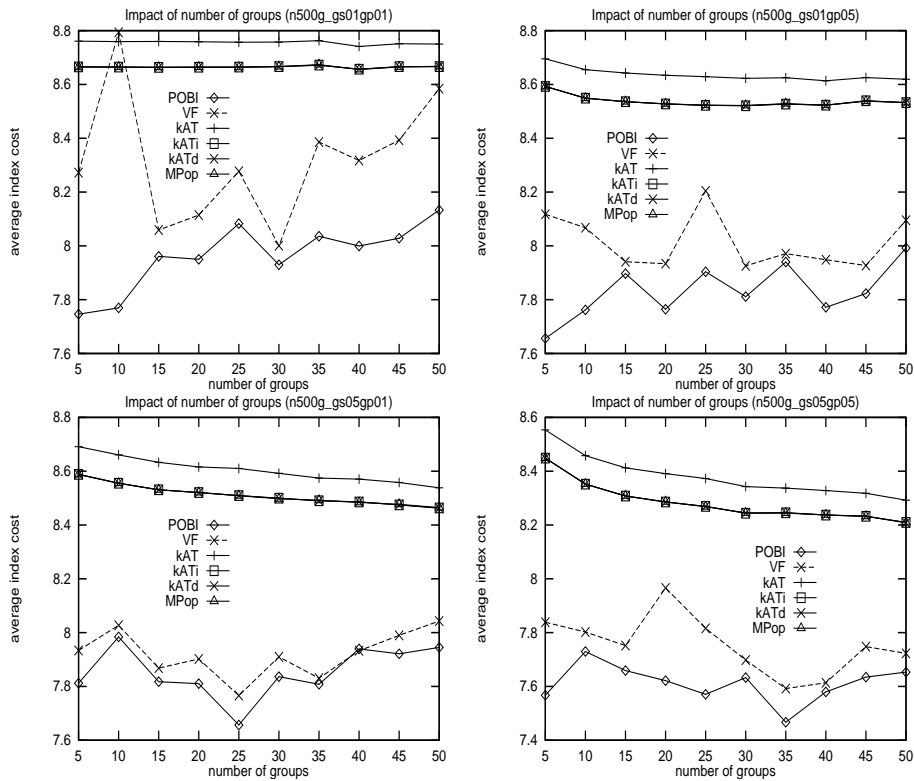 Impact of number of groups (n500g_gs01gp01)
8.8
8.6
8.4
8.2
8
7.8
7.6
average index cost
POBI
VF
kAT
kATi
kATd
MPop
5 10 15 20 25 30 35 40 45 50
number of groups
Impact of number of groups (n500g_gs01gp05)
8.8
8.6
8.4
8.2
8
7.8
7.6
average index cost
POBI
VF
kAT
kATi
kATd
MPop
5 10 15 20 25 30 35 40 45 50
number of groups
Impact of number of groups (n500g_gs05gp01)
8.8
8.6
8.4
8.2
8
7.8
7.6
average index cost
POBI
VF
kAT
kATi
kATd
MPop
5 10 15 20 25 30 35 40 45 50
number of groups
Impact of number of groups (n500g_gs05gp05)
8.6
8.4
8.2
8
7.8
7.6
7.4
average index cost
POBI
VF
kAT
kATi
kATd
MPop
5 10 15 20 25 30 35 40 45 50
number of groups